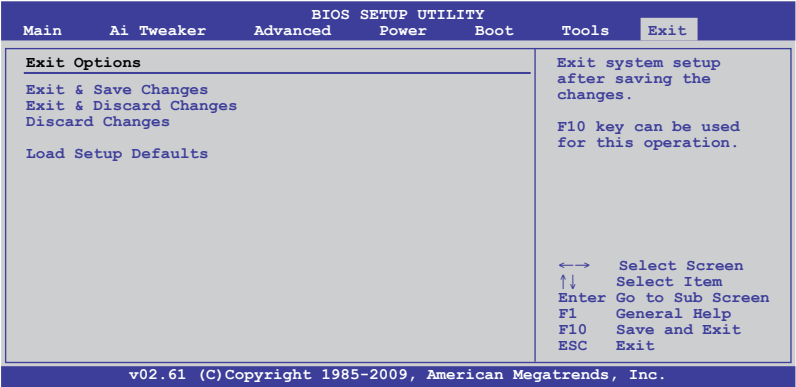 BIOS SETUP UTILITY
Main Ai Tweaker Advanced Power Boot Tools Exit
Exit Options
Exit & Save Changes
Exit & Discard Changes
Discard Changes
Load Setup Defaults
Exit system setup
after saving the
changes.
F10 key can be used
for this operation.
←→ Select Screen
↑↓ Select Item
Enter Go to Sub Screen
F1 General Help
F10 Save and Exit
ESC Exit
v02.61 (C)Copyright 1985-2009, American Megatrends, Inc.